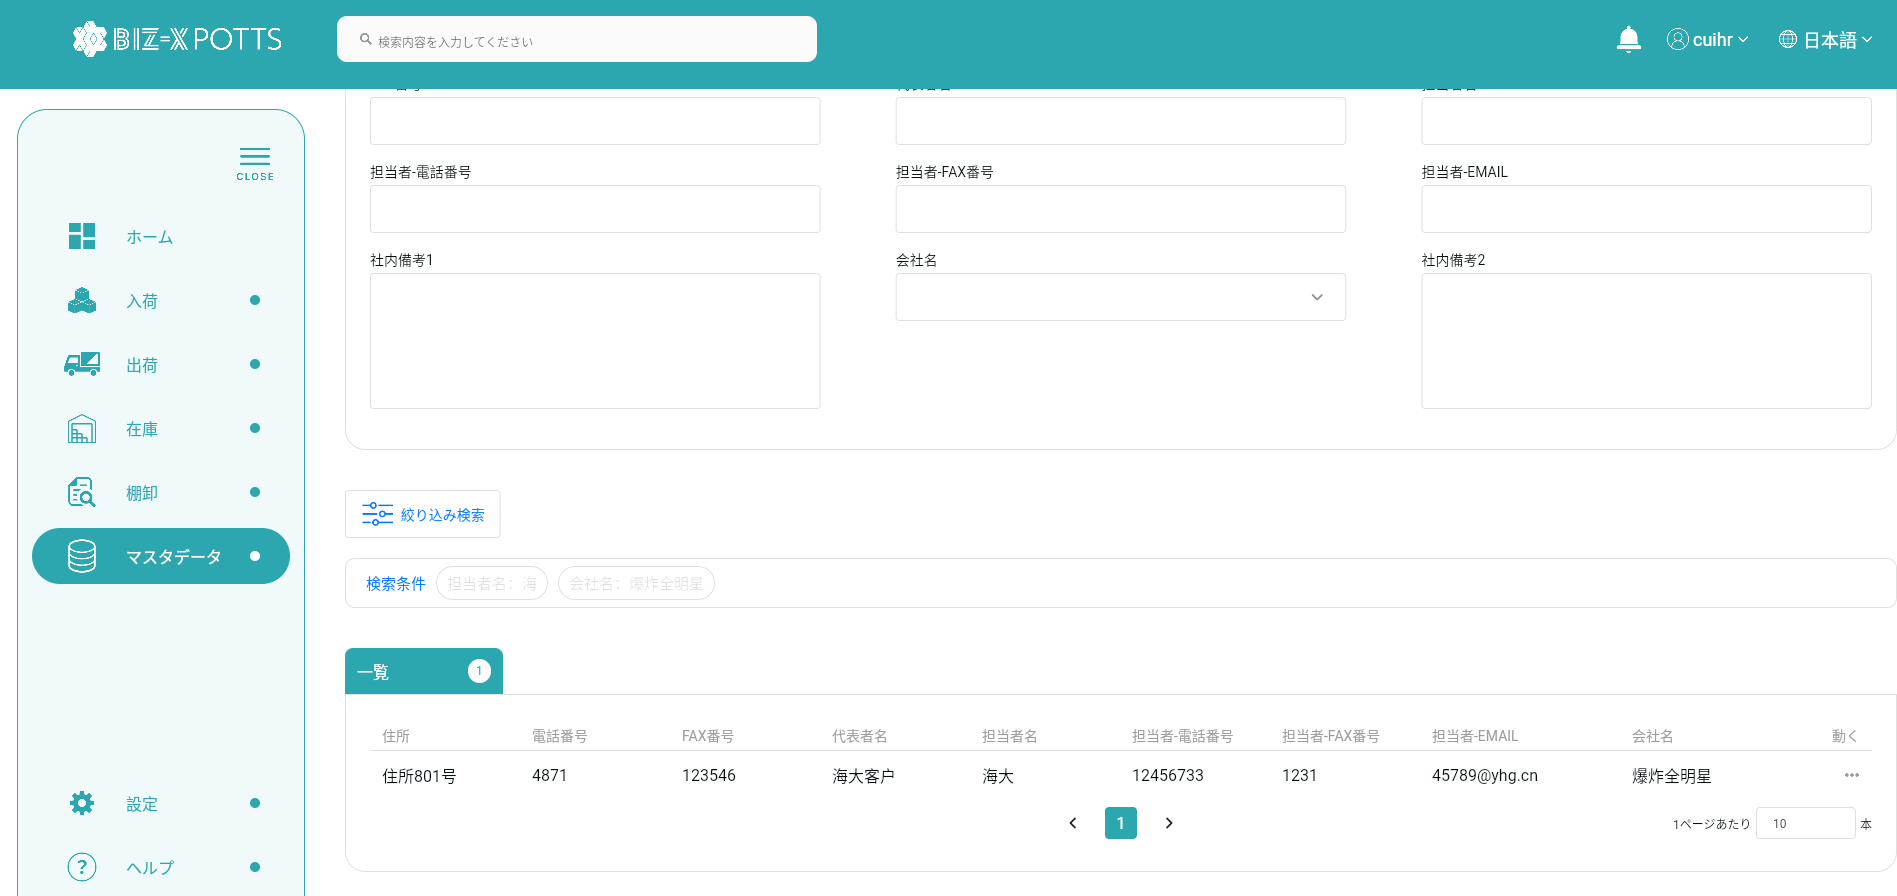 BIZ-X POTTS
検索内容を入力してください
cuihr
日本語
CLOSE
ホーム
入荷
出荷
在庫
棚卸
マスタデータ
設定
ヘルプ
担当者-電話番号
担当者-FAX番号
担当者-EMAIL
社内備考1
会社名
社内備考2
絞り込み検索
検索条件 担当者名：海 会社名：爆炸全明星
一覧 1
住所 電話番号 FAX番号 代表者名 担当者名 担当者-電話番号 担当者-FAX番号 担当者-EMAIL 会社名 動く
住所801号 4871 123546 海大客户 海大 12456733 1231 45789@yhg.cn 爆炸全明星
1
1ページあたり 10 本